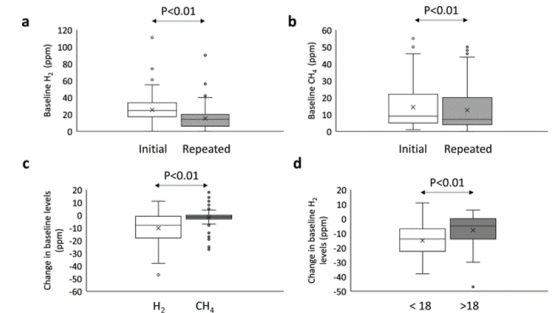 a
P<0.01
Baseline H2 (ppm)
120
100
80
60
40
20
0
Initial Repeated
b
P<0.01
Baseline CH4 (ppm)
60
50
40
30
20
10
0
Initial Repeated
c
P<0.01
Change in baseline levels
(ppm)
20
10
0
-10
-20
-30
-40
-50
-60
H2 CH4
d
P<0.01
Change in baseline H2
levels (ppm)
20
10
0
-10
-20
-30
-40
-50
< 18 >18